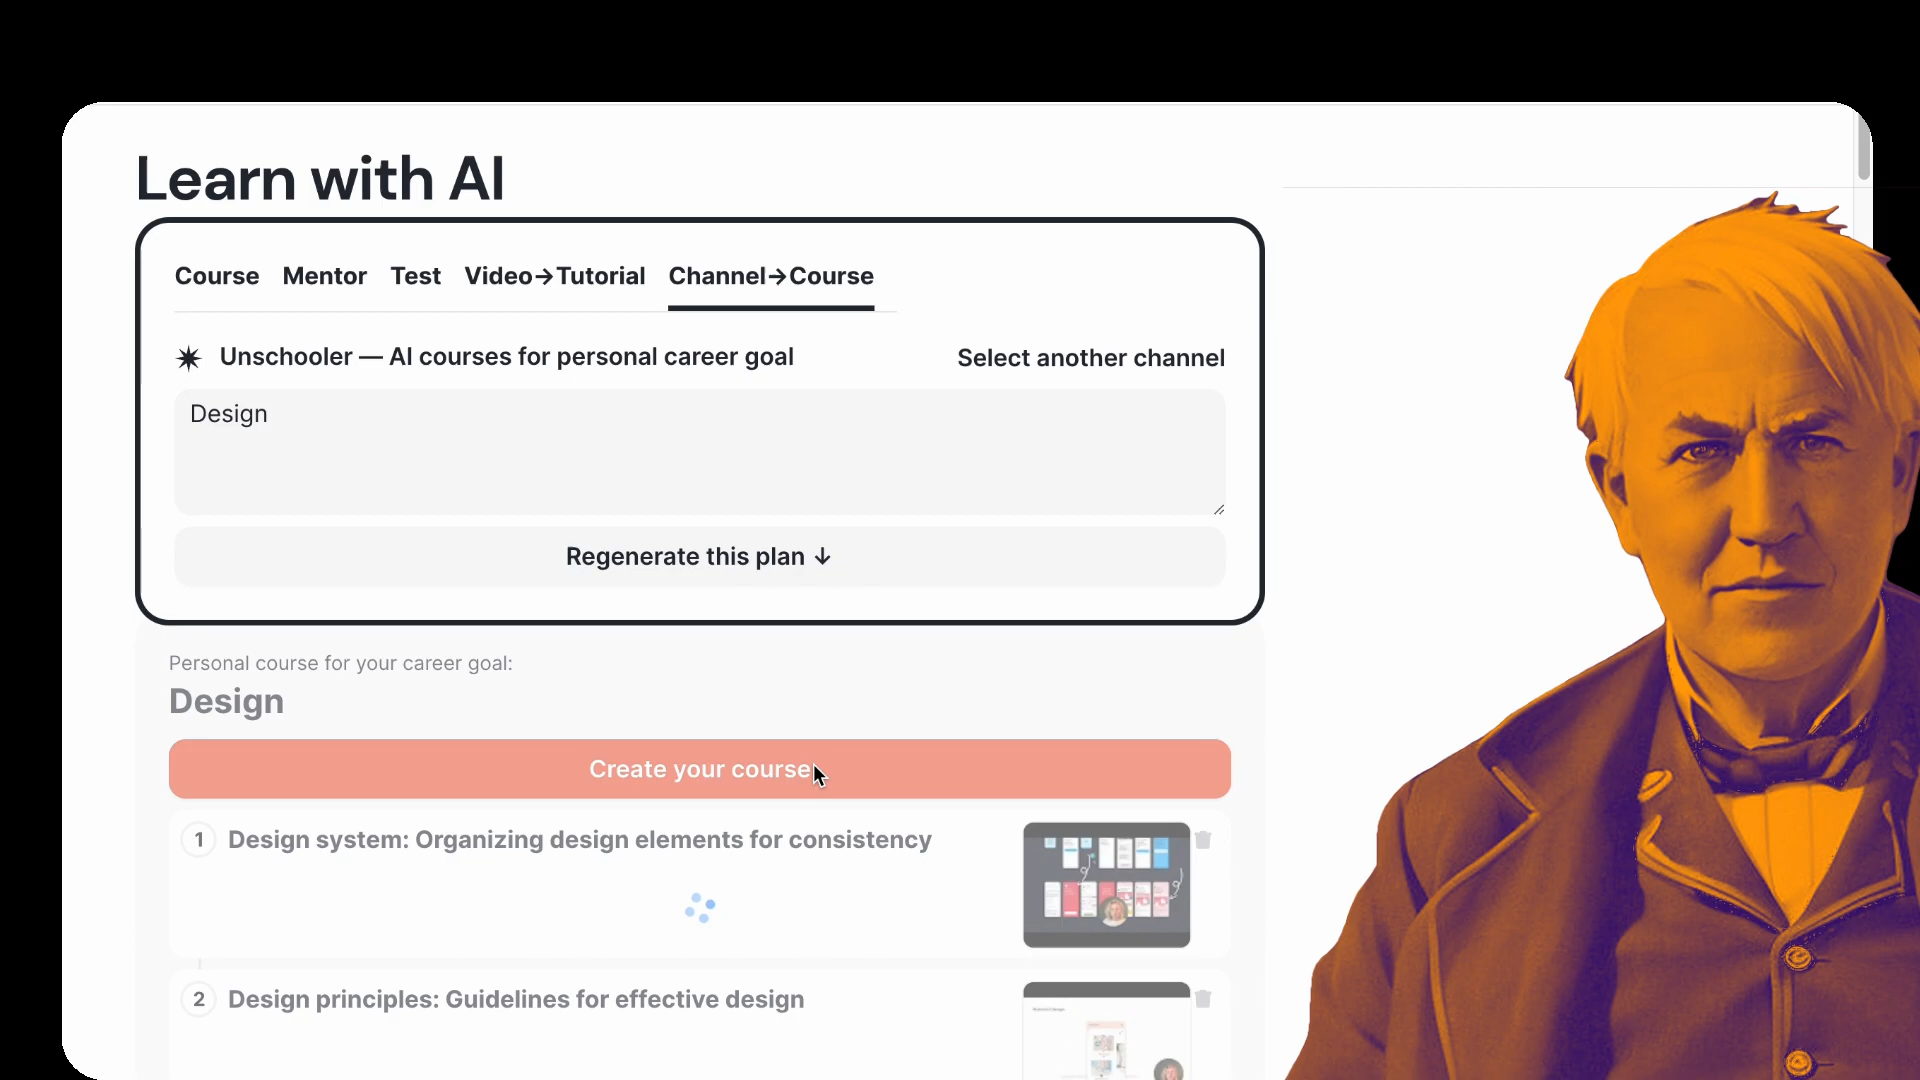 Learn with AI
Course Mentor Test Video→Tutorial Channel→Course
Unschooler — AI courses for personal career goal
Select another channel
Design
Regenerate this plan ↓
Personal course for your career goal:
Design
Create your course
1 Design system: Organizing design elements for consistency
2 Design principles: Guidelines for effective design